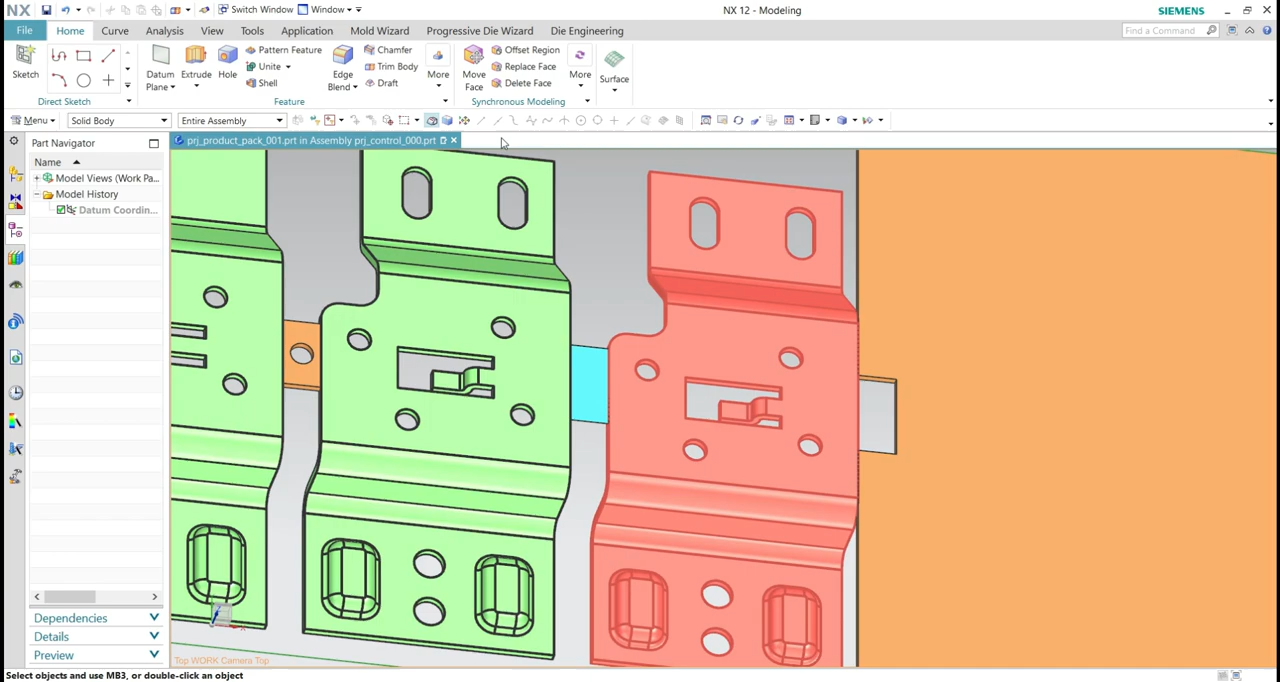 NX
Switch Window
Window
NX 12 - Modeling
SIEMENS
File
Home
Curve
Analysis
View
Tools
Application
Mold Wizard
Progressive Die Wizard
Die Engineering
Find a Command
Sketch
Direct Sketch
Datum
Plane
Extrude
Hole
Pattern Feature
Unite
Shell
Edge
Blend
Chamfer
Trim Body
Draft
More
Feature
Move
Face
Offset Region
Replace Face
Delete Face
More
Synchronous Modeling
Surface
Menu
Solid Body
Entire Assembly
Part Navigator
Name
Model Views (Work Pa...
Model History
Datum Coordin...
prj_product_pack_001.prt in Assembly prj_control_000.prt
Dependencies
Details
Preview
Top WORK Camera Top
Select objects and use MB3, or double-click an object